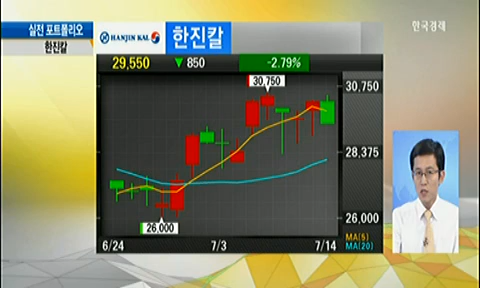 실전 포트폴리오
한진칼
HANJIN KAL
한진칼
한국경제
29,550 ▼ 850 -2.79%
30,750
30,750
28,375
26,000
26,000
6/24 7/3 7/14
MA(5)
MA(20)